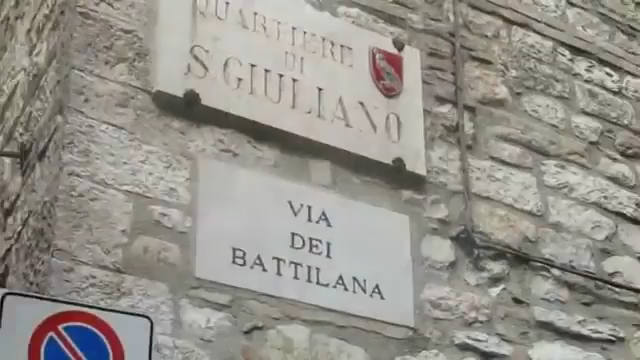 QUARTIERE
DI
S. GIULIANO
VIA
DEI
BATTILANA